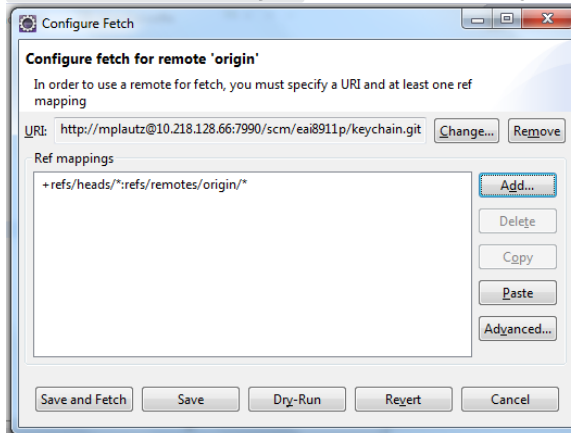 Configure Fetch
Configure fetch for remote 'origin'
In order to use a remote for fetch, you must specify a URI and at least one ref
mapping
URI: http://mplautz@10.218.128.66:7990/scm/eai8911p/keychain.git Change... Remove
Ref mappings
+refs/heads/*:refs/remotes/origin/* Add...
Delete
Copy
Paste
Advanced...
Save and Fetch Save Dry-Run Revert Cancel